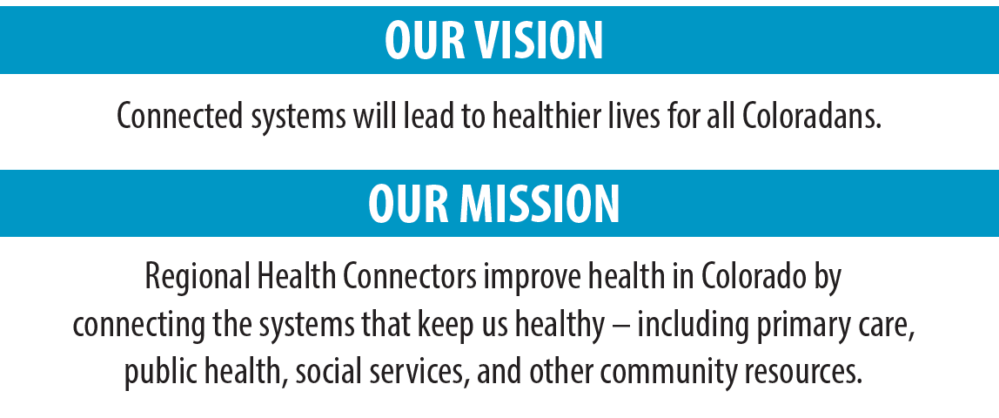 OUR VISION
Connected systems will lead to healthier lives for all Coloradans.
OUR MISSION
Regional Health Connectors improve health in Colorado by
connecting the systems that keep us healthy – including primary care,
public health, social services, and other community resources.